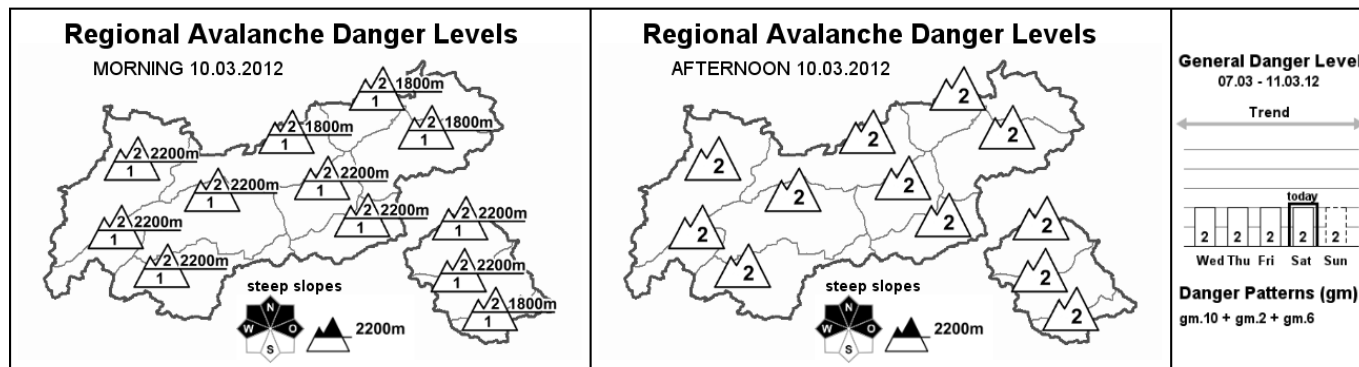 Regional Avalanche Danger Levels
MORNING 10.03.2012
2 1800m
1
2 1800m
1
2 1800m
1
2 2200m
1
2 2200m
1
2 2200m
1
2 2200m
1
2 2200m
1
2 2200m
1
2 2200m
1
2 2200m
1
2 1800m
1
steep slopes
N
W O
S
2200m
Regional Avalanche Danger Levels
AFTERNOON 10.03.2012
2
2
2
2
2
2
2
2
2
2
2
2
steep slopes
N
W O
S
2200m
General Danger Level
07.03 - 11.03.12
Trend
today
2 2 2 2 2
Wed Thu Fri Sat Sun
Danger Patterns (gm)
gm.10 + gm.2 + gm.6